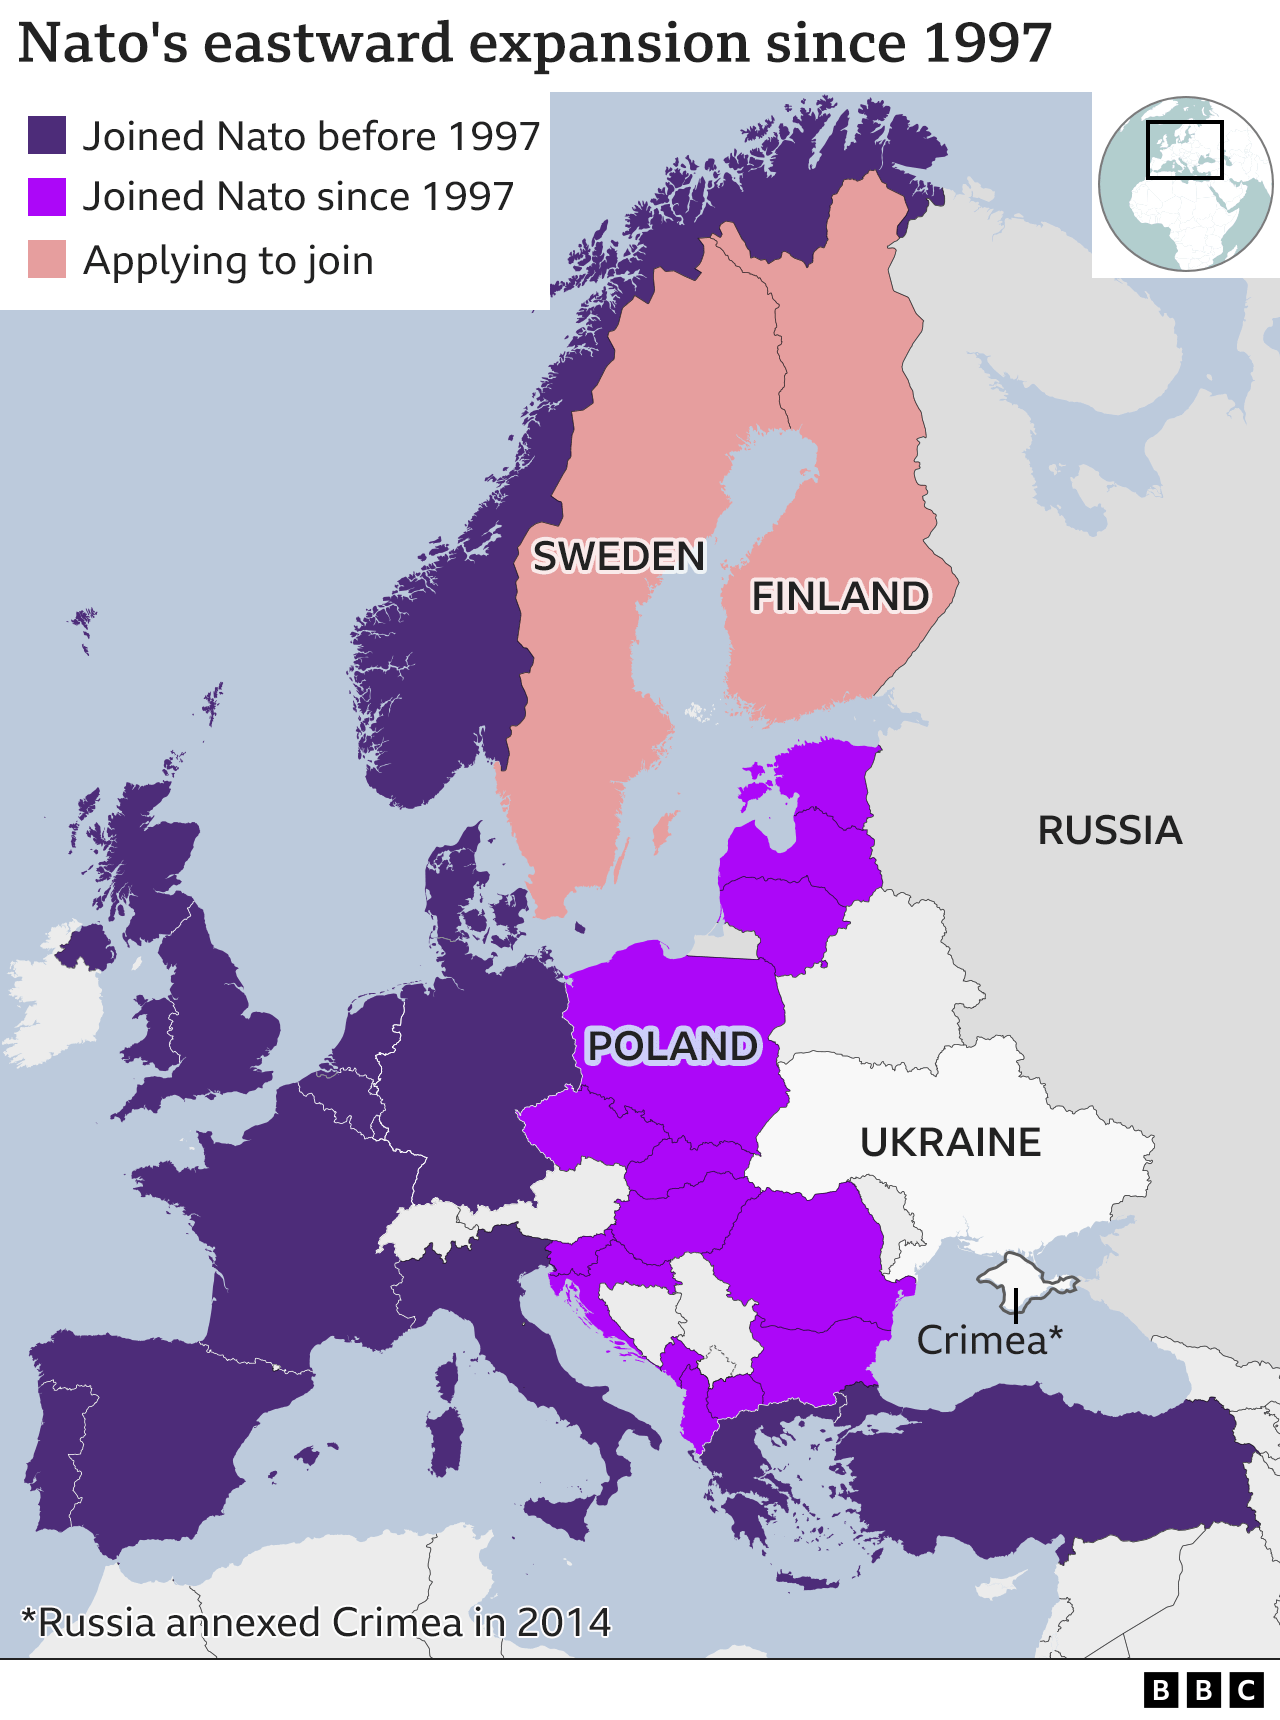 Nato's eastward expansion since 1997
Joined Nato before 1997
Joined Nato since 1997
Applying to join
SWEDEN
FINLAND
RUSSIA
POLAND
UKRAINE
Crimea*
*Russia annexed Crimea in 2014
BBC